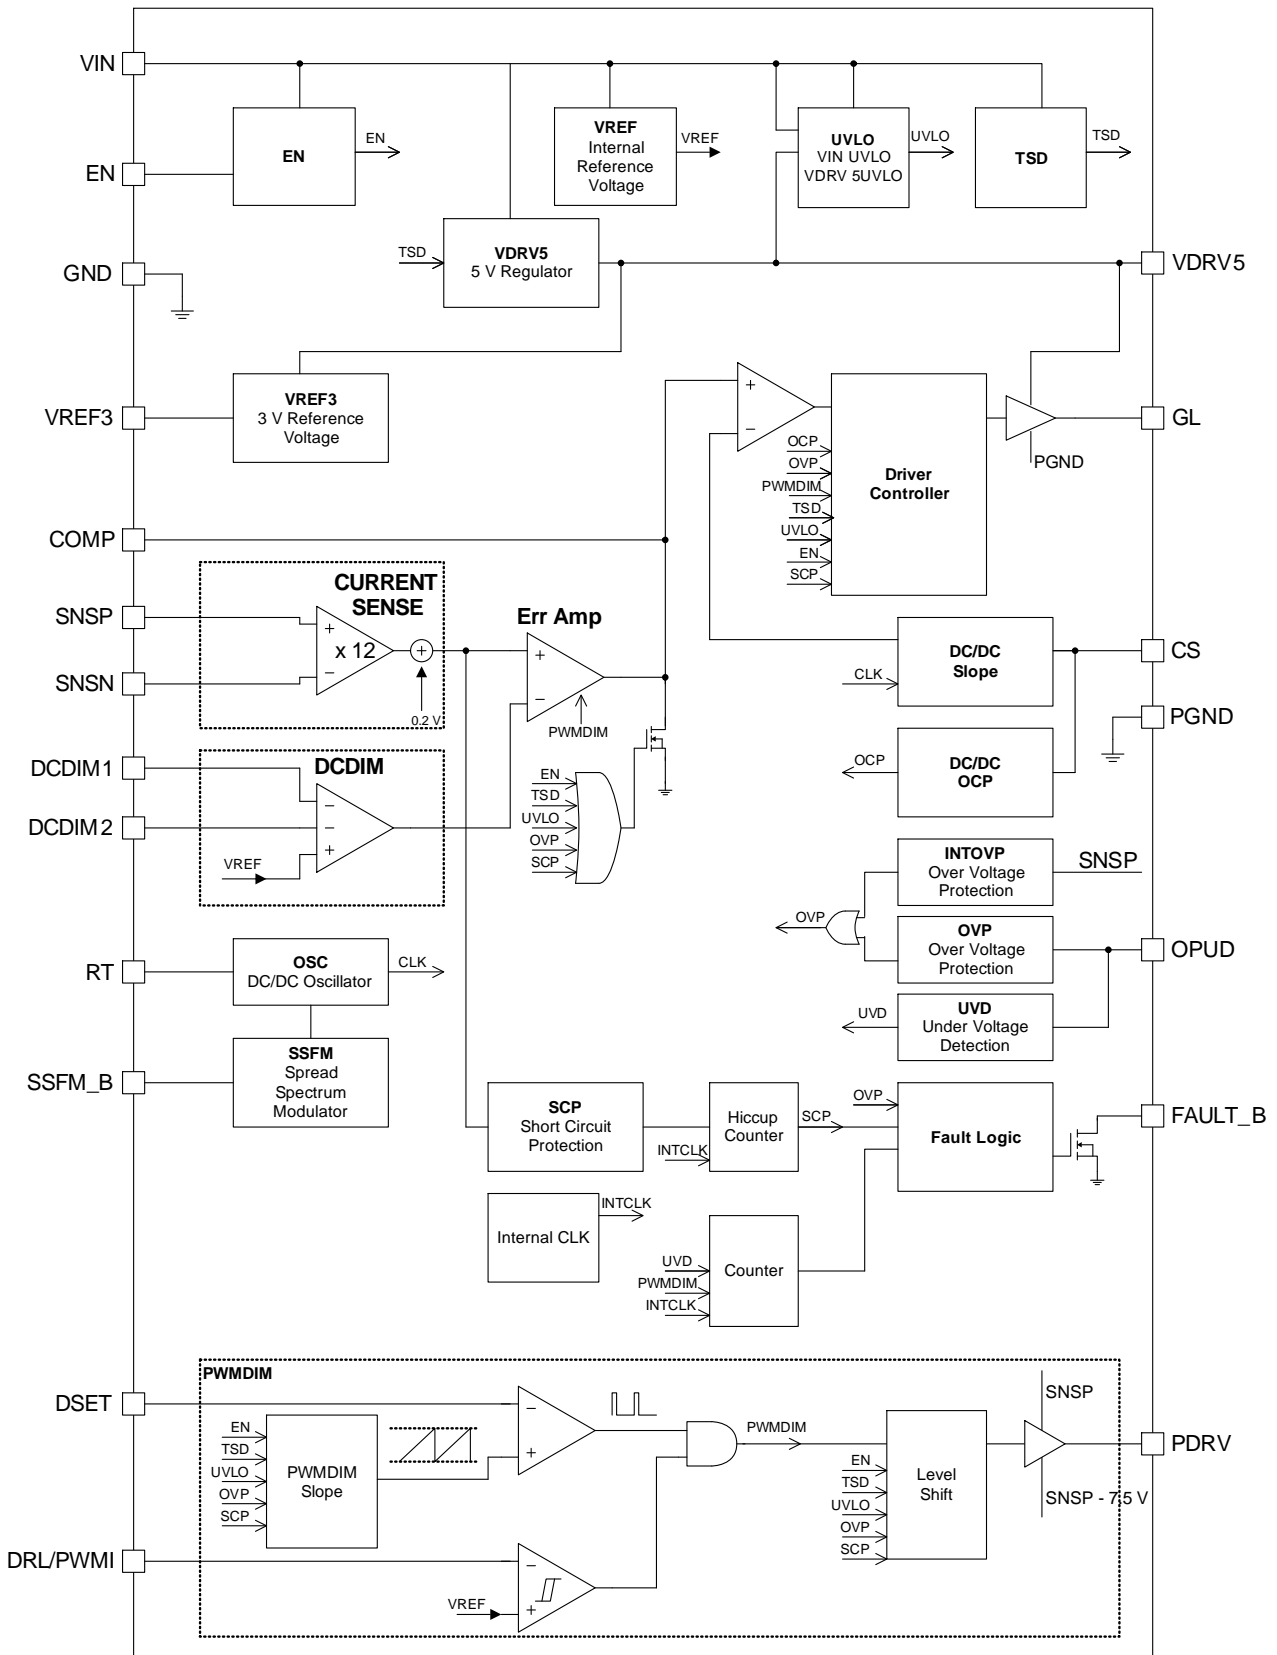 VIN
EN
EN
EN
VREF
Internal
Reference
Voltage
VREF
UVLO
VIN UVLO
VDRV 5UVLO
UVLO
TSD
TSD
GND
TSD
VDRV5
5 V Regulator
VDRV5
VREF3
VREF3
3 V Reference
Voltage
+
−
OCP
OVP
PWMDIM
TSD
UVLO
EN
SCP
Driver
Controller
PGND
GL
COMP
CURRENT
SENSE
SNSP
SNSN
+
−
x 12
+
0.2 V
Err Amp
+
−
PWMDIM
DC/DC
Slope
CLK
CS
PGND
DC/DC
OCP
OCP
DCDIM1
DCDIM2
DCDIM
−
−
+
VREF
EN
TSD
UVLO
OVP
SCP
INTOVP
Over Voltage
Protection
SNSP
OVP
OVP
Over Voltage
Protection
OPUD
UVD
Under Voltage
Detection
UVD
RT
OSC
DC/DC Oscillator
CLK
SSFM_B
SSFM
Spread
Spectrum
Modulator
SCP
Short Circuit
Protection
Hiccup
Counter
INTCLK
SCP
OVP
Fault Logic
FAULT_B
Internal CLK
INTCLK
UVD
PWMDIM
INTCLK
Counter
PWMDIM
DSET
EN
TSD
UVLO
OVP
SCP
PWMDIM
Slope
−
+
PWMDIM
EN
TSD
UVLO
OVP
SCP
Level
Shift
SNSP
SNSP - 7.5 V
PDRV
DRL/PWMI
−
+
VREF